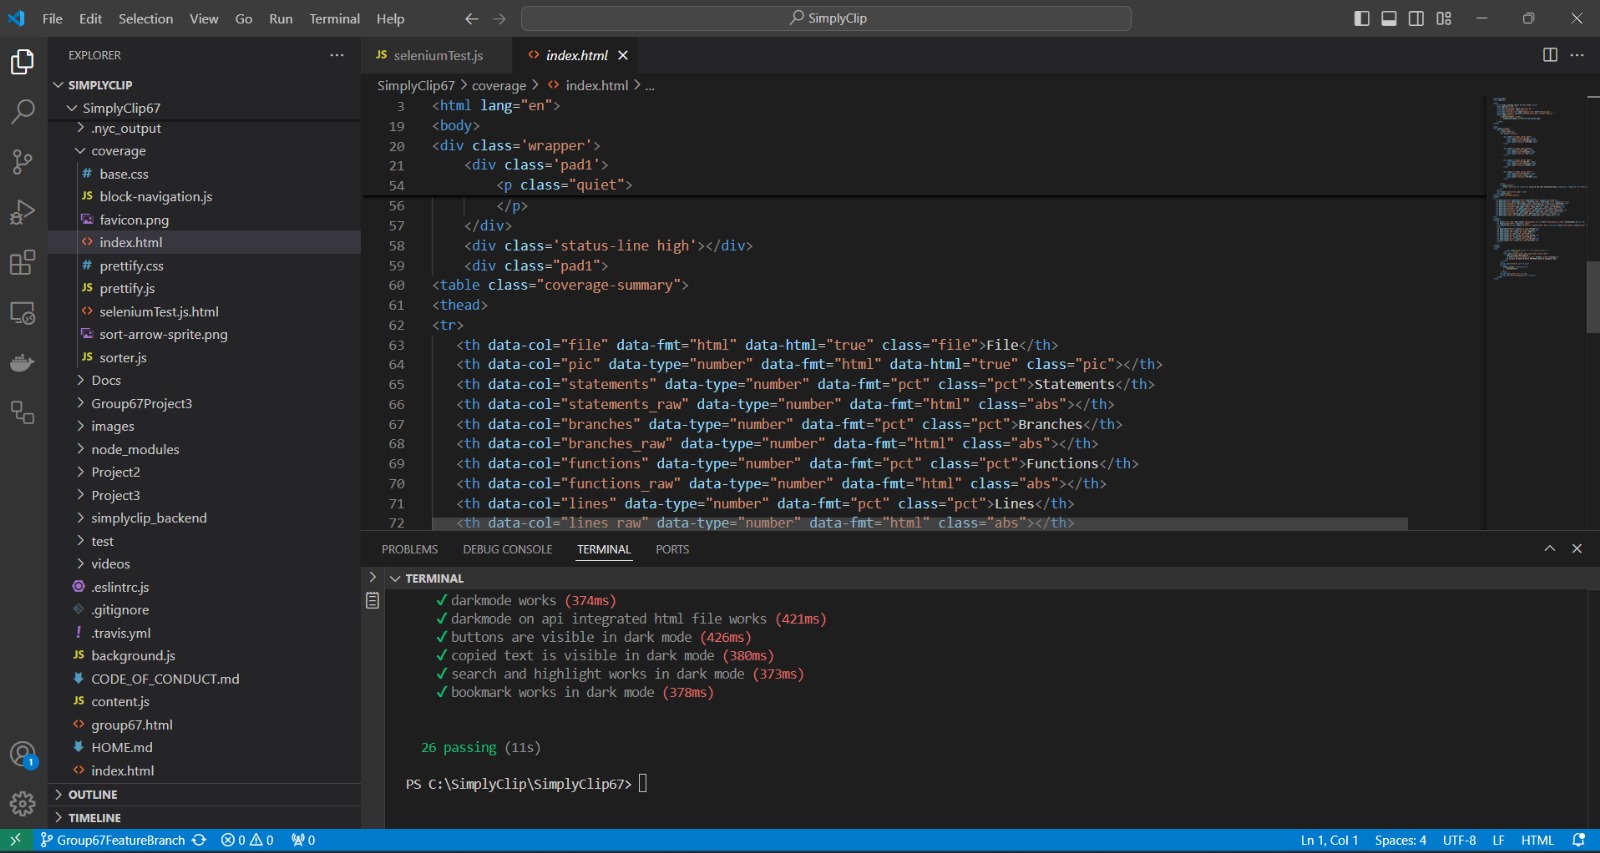 File Edit Selection View Go Run Terminal Help
SimplyClip
EXPLORER
SIMPLYCLIP
SimplyClip67
.nyc_output
coverage
# base.css
JS block-navigation.js
favicon.png
<> index.html
# prettify.css
JS prettify.js
<> seleniumTest.js.html
sort-arrow-sprite.png
JS sorter.js
Docs
Group67Project3
images
node_modules
Project2
Project3
simplyclip_backend
test
videos
.eslintrc.js
.gitignore
! .travis.yml
JS background.js
CODE_OF_CONDUCT.md
JS content.js
<> group67.html
HOME.md
<> index.html
OUTLINE
TIMELINE
JS seleniumTest.js
<> index.html
SimplyClip67 > coverage > <> index.html > ...
3 <html lang="en">
19 <body>
20 <div class='wrapper'>
21 <div class='pad1'>
54 <p class="quiet">
56 </p>
57 </div>
58 <div class='status-line high'></div>
59 <div class="pad1">
60 <table class="coverage-summary">
61 <thead>
62 <tr>
63 <th data-col="file" data-fmt="html" data-html="true" class="file">File</th>
64 <th data-col="pic" data-type="number" data-fmt="html" data-html="true" class="pic"></th>
65 <th data-col="statements" data-type="number" data-fmt="pct" class="pct">Statements</th>
66 <th data-col="statements_raw" data-type="number" data-fmt="html" class="abs"></th>
67 <th data-col="branches" data-type="number" data-fmt="pct" class="pct">Branches</th>
68 <th data-col="branches_raw" data-type="number" data-fmt="html" class="abs"></th>
69 <th data-col="functions" data-type="number" data-fmt="pct" class="pct">Functions</th>
70 <th data-col="functions_raw" data-type="number" data-fmt="html" class="abs"></th>
71 <th data-col="lines" data-type="number" data-fmt="pct" class="pct">Lines</th>
72 <th data-col="lines_raw" data-type="number" data-fmt="html" class="abs"></th>
PROBLEMS DEBUG CONSOLE TERMINAL PORTS
TERMINAL
✓ darkmode works (374ms)
✓ darkmode on api integrated html file works (421ms)
✓ buttons are visible in dark mode (426ms)
✓ copied text is visible in dark mode (380ms)
✓ search and highlight works in dark mode (373ms)
✓ bookmark works in dark mode (378ms)
26 passing (11s)
PS C:\SimplyClip\SimplyClip67>
1
Group67FeatureBranch 0 0 0
Ln 1, Col 1 Spaces: 4 UTF-8 LF HTML